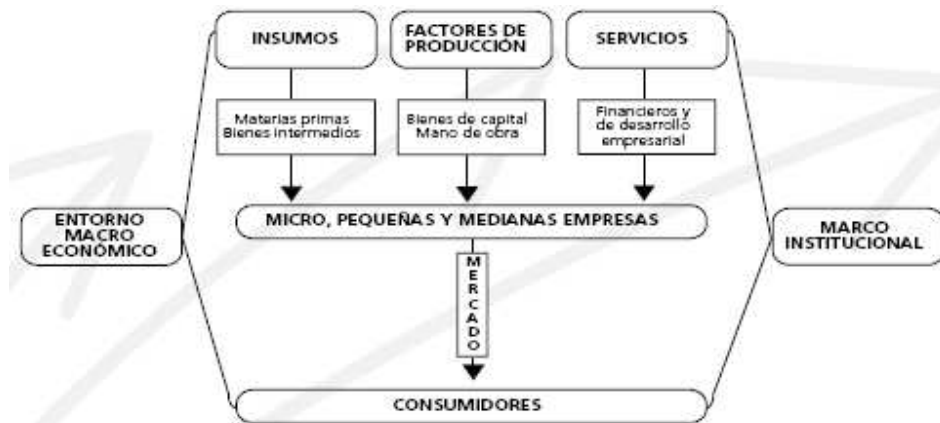 INSUMOS
FACTORES DE
PRODUCCIÓN
SERVICIOS
Materias primas
Bienes intermedios
Bienes de capital
Mano de obra
Financieros y
de desarrollo
empresarial
ENTORNO
MACRO
ECONÓMICO
MICRO, PEQUEÑAS Y MEDIANAS EMPRESAS
MARCO
INSTITUCIONAL
MERCADO
CONSUMIDORES